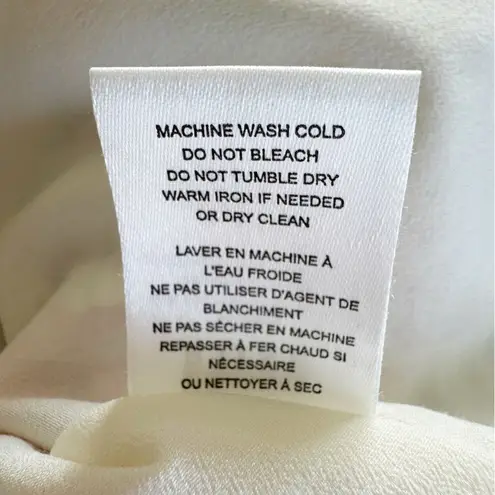 MACHINE WASH COLD
DO NOT BLEACH
DO NOT TUMBLE DRY
WARM IRON IF NEEDED
OR DRY CLEAN
LAVER EN MACHINE À
L'EAU FROIDE
NE PAS UTILISER D'AGENT DE
BLANCHIMENT
NE PAS SÉCHER EN MACHINE
REPASSER À FER CHAUD SI
NÉCESSAIRE
OU NETTOYER À SEC